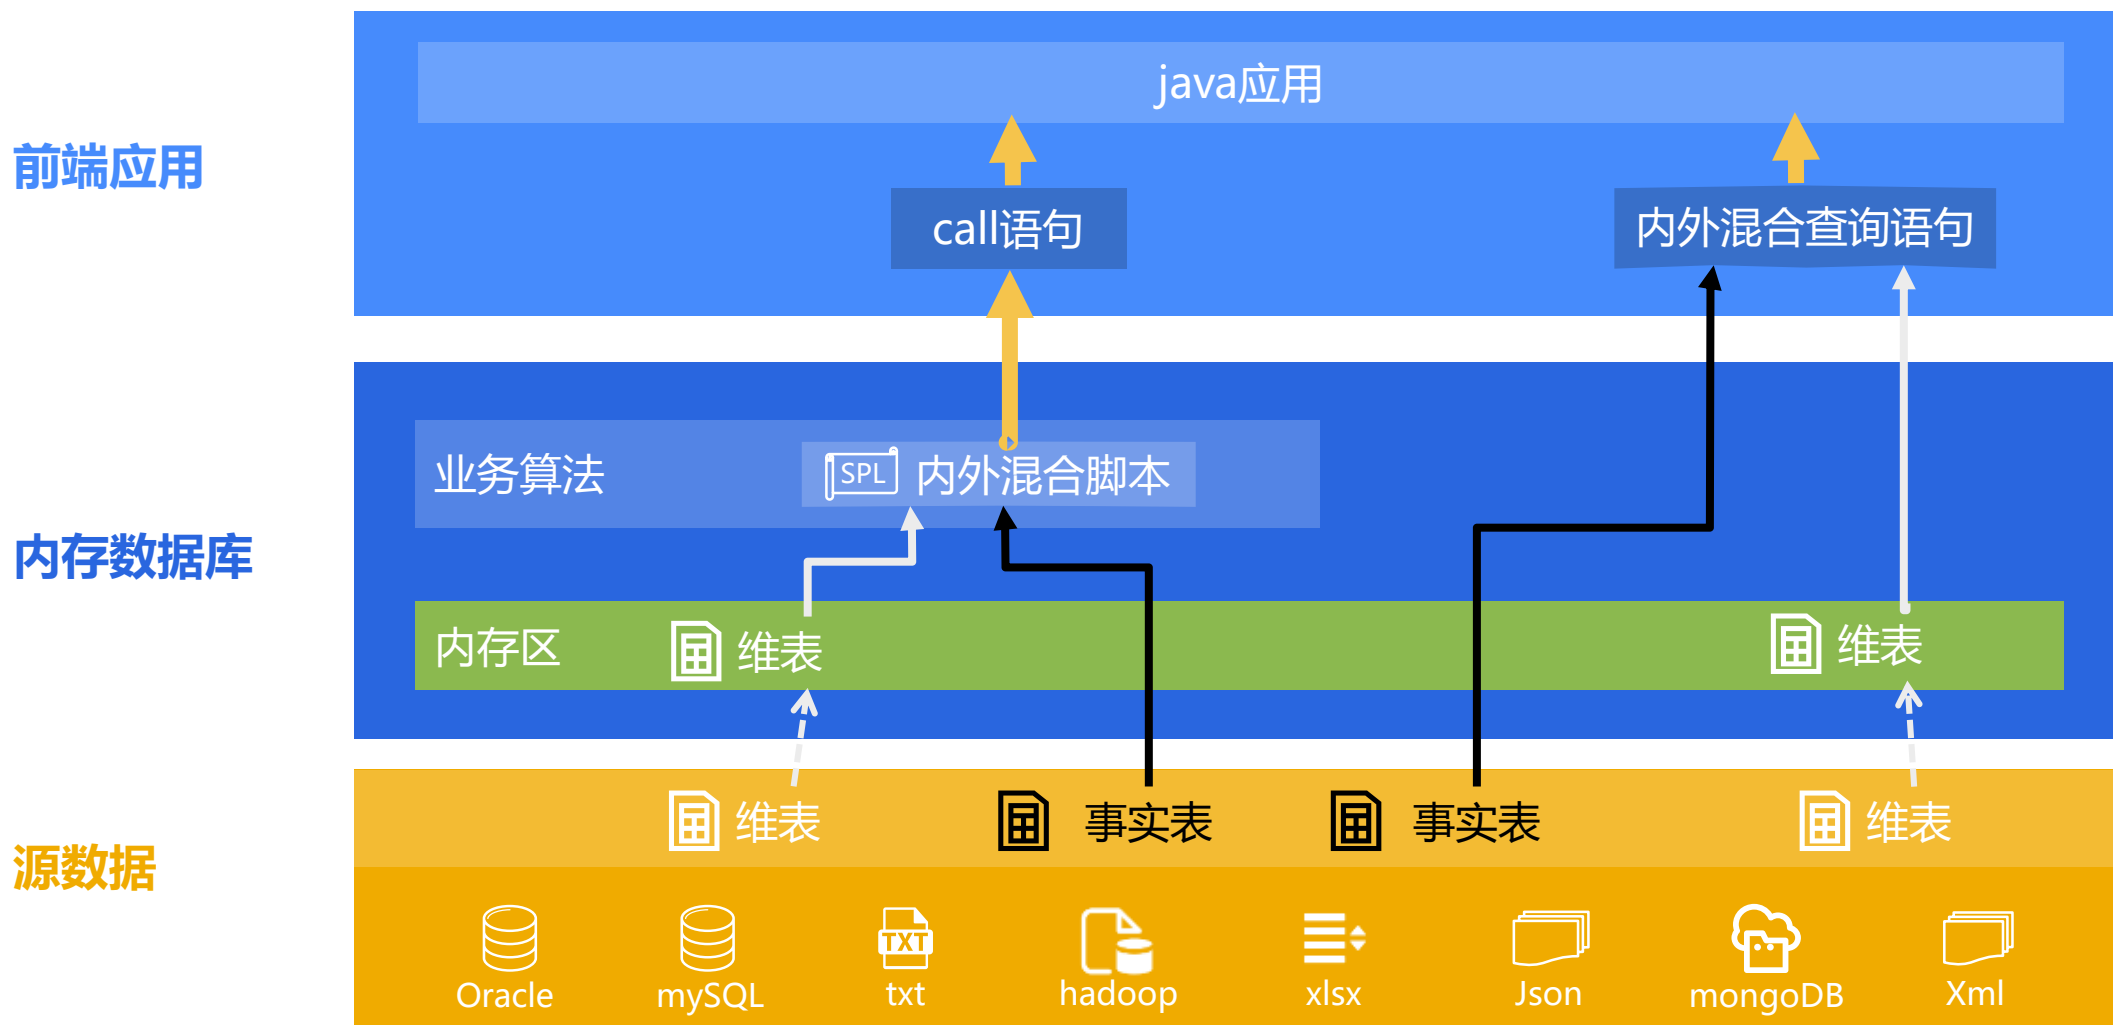 java应用
前端应用
call语句
内外混合查询语句
业务算法
SPL
内外混合脚本
内存数据库
内存区
维表
维表
维表
事实表
事实表
维表
源数据
TXT
Oracle
mySQL
txt
hadoop
xlsx
Json
mongoDB
Xml